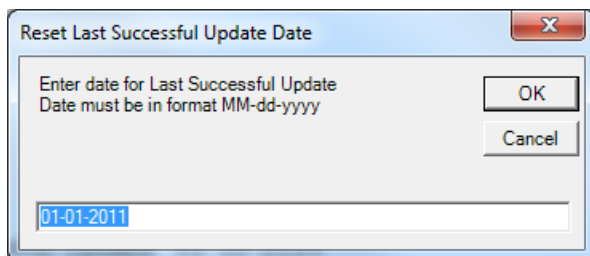 Reset Last Successful Update Date
Enter date for Last Successful Update
Date must be in format MM-dd-yyyy
OK
Cancel
01-01-2011